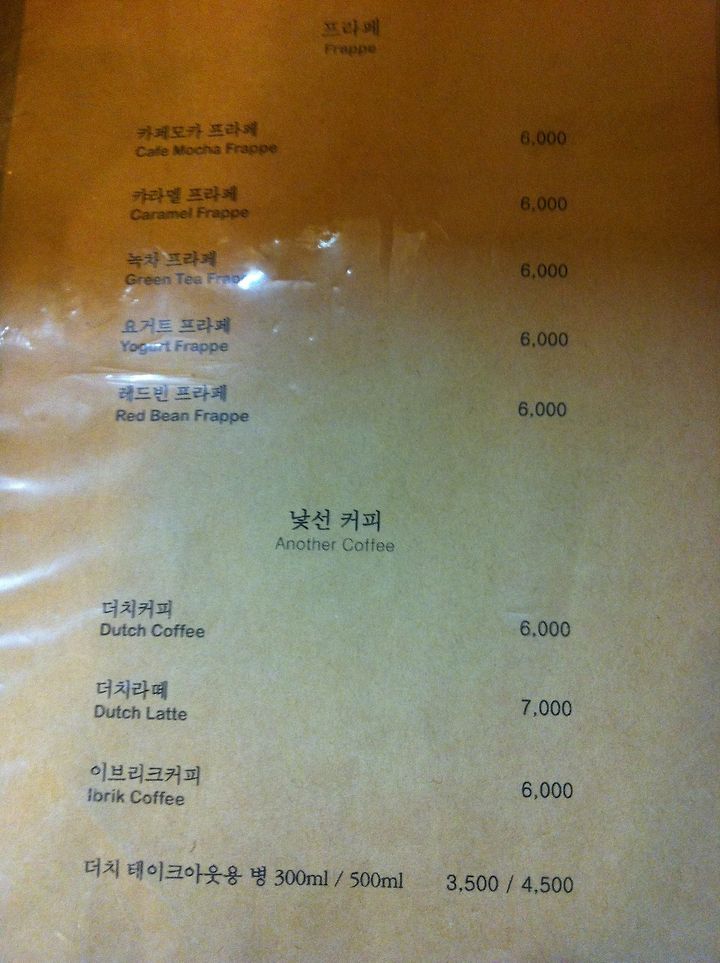 프라페
Frappe
카페모카 프라페
Cafe Mocha Frappe
6,000
캬라멜 프라페
Caramel Frappe
6,000
녹차 프라페
Green Tea Frappe
6,000
요거트 프라페
Yogurt Frappe
6,000
레드빈 프라페
Red Bean Frappe
6,000
낯선 커피
Another Coffee
더치커피
Dutch Coffee
6,000
더치라떼
Dutch Latte
7,000
이브리크커피
Ibrik Coffee
6,000
더치 테이크아웃용 병 300ml / 500ml 3,500 / 4,500